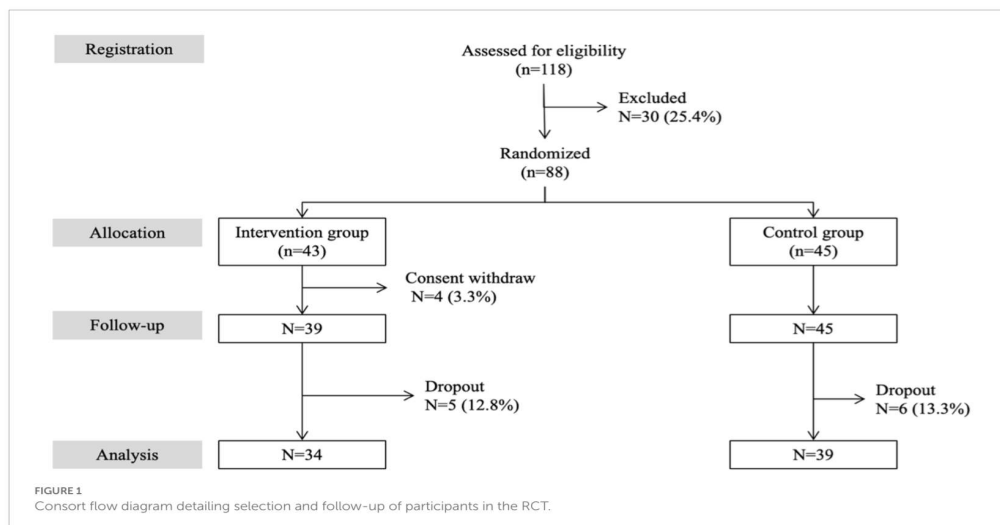 Registration
Assessed for eligibility
(n=118)
Excluded
N=30 (25.4%)
Randomized
(n=88)
Allocation
Intervention group
(n=43)
Control group
(n=45)
Consent withdraw
N=4 (3.3%)
Follow-up
N=39
N=45
Dropout
N=5 (12.8%)
Dropout
N=6 (13.3%)
Analysis
N=34
N=39
FIGURE 1
Consort flow diagram detailing selection and follow-up of participants in the RCT.